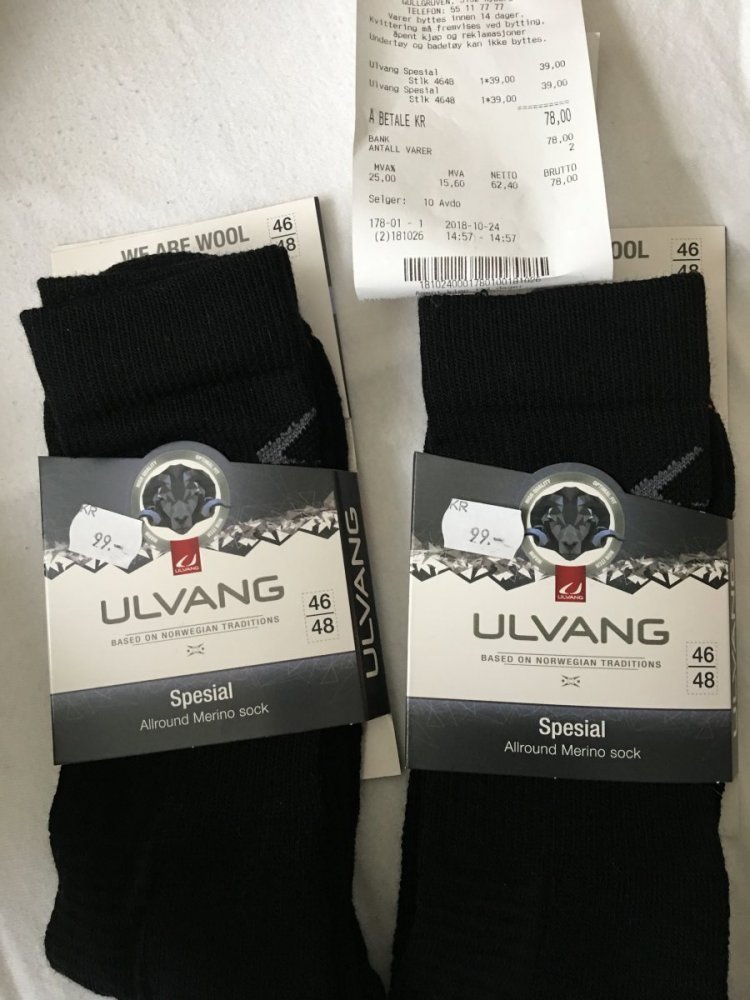 TELEFON: 55 11 77 77
Varer byttes innen 14 dager.
Kvittering må fremvises ved bytting.
Åpent kjøp og reklamasjoner
Undertøy og badetøy kan ikke byttes.
Ulvang Spesial 39,00
Stlk 4648 1*39,00
Ulvang Spesial 39,00
Stlk 4648 1*39,00
==========
A BETALE KR 78,00
BANK 78,00
ANTALL VARER 2
MVA% MVA NETTO BRUTTO
25,00 15,60 62,40 78,00
Selger: 10 Avdo
178-01 - 1 2018-10-24
(2)181026 14:57 - 14:57
WE ARE WOOL
46
48
KR
99.-
ULVANG
ULVANG
BASED ON NORWEGIAN TRADITIONS
46
48
Spesial
Allround Merino sock
ULVANG
OOL
46
48
HIGH QUALITY
OPTIMAL FIT
KR
99.-
ULVANG
ULVANG
BASED ON NORWEGIAN TRADITIONS
46
48
Spesial
Allround Merino sock